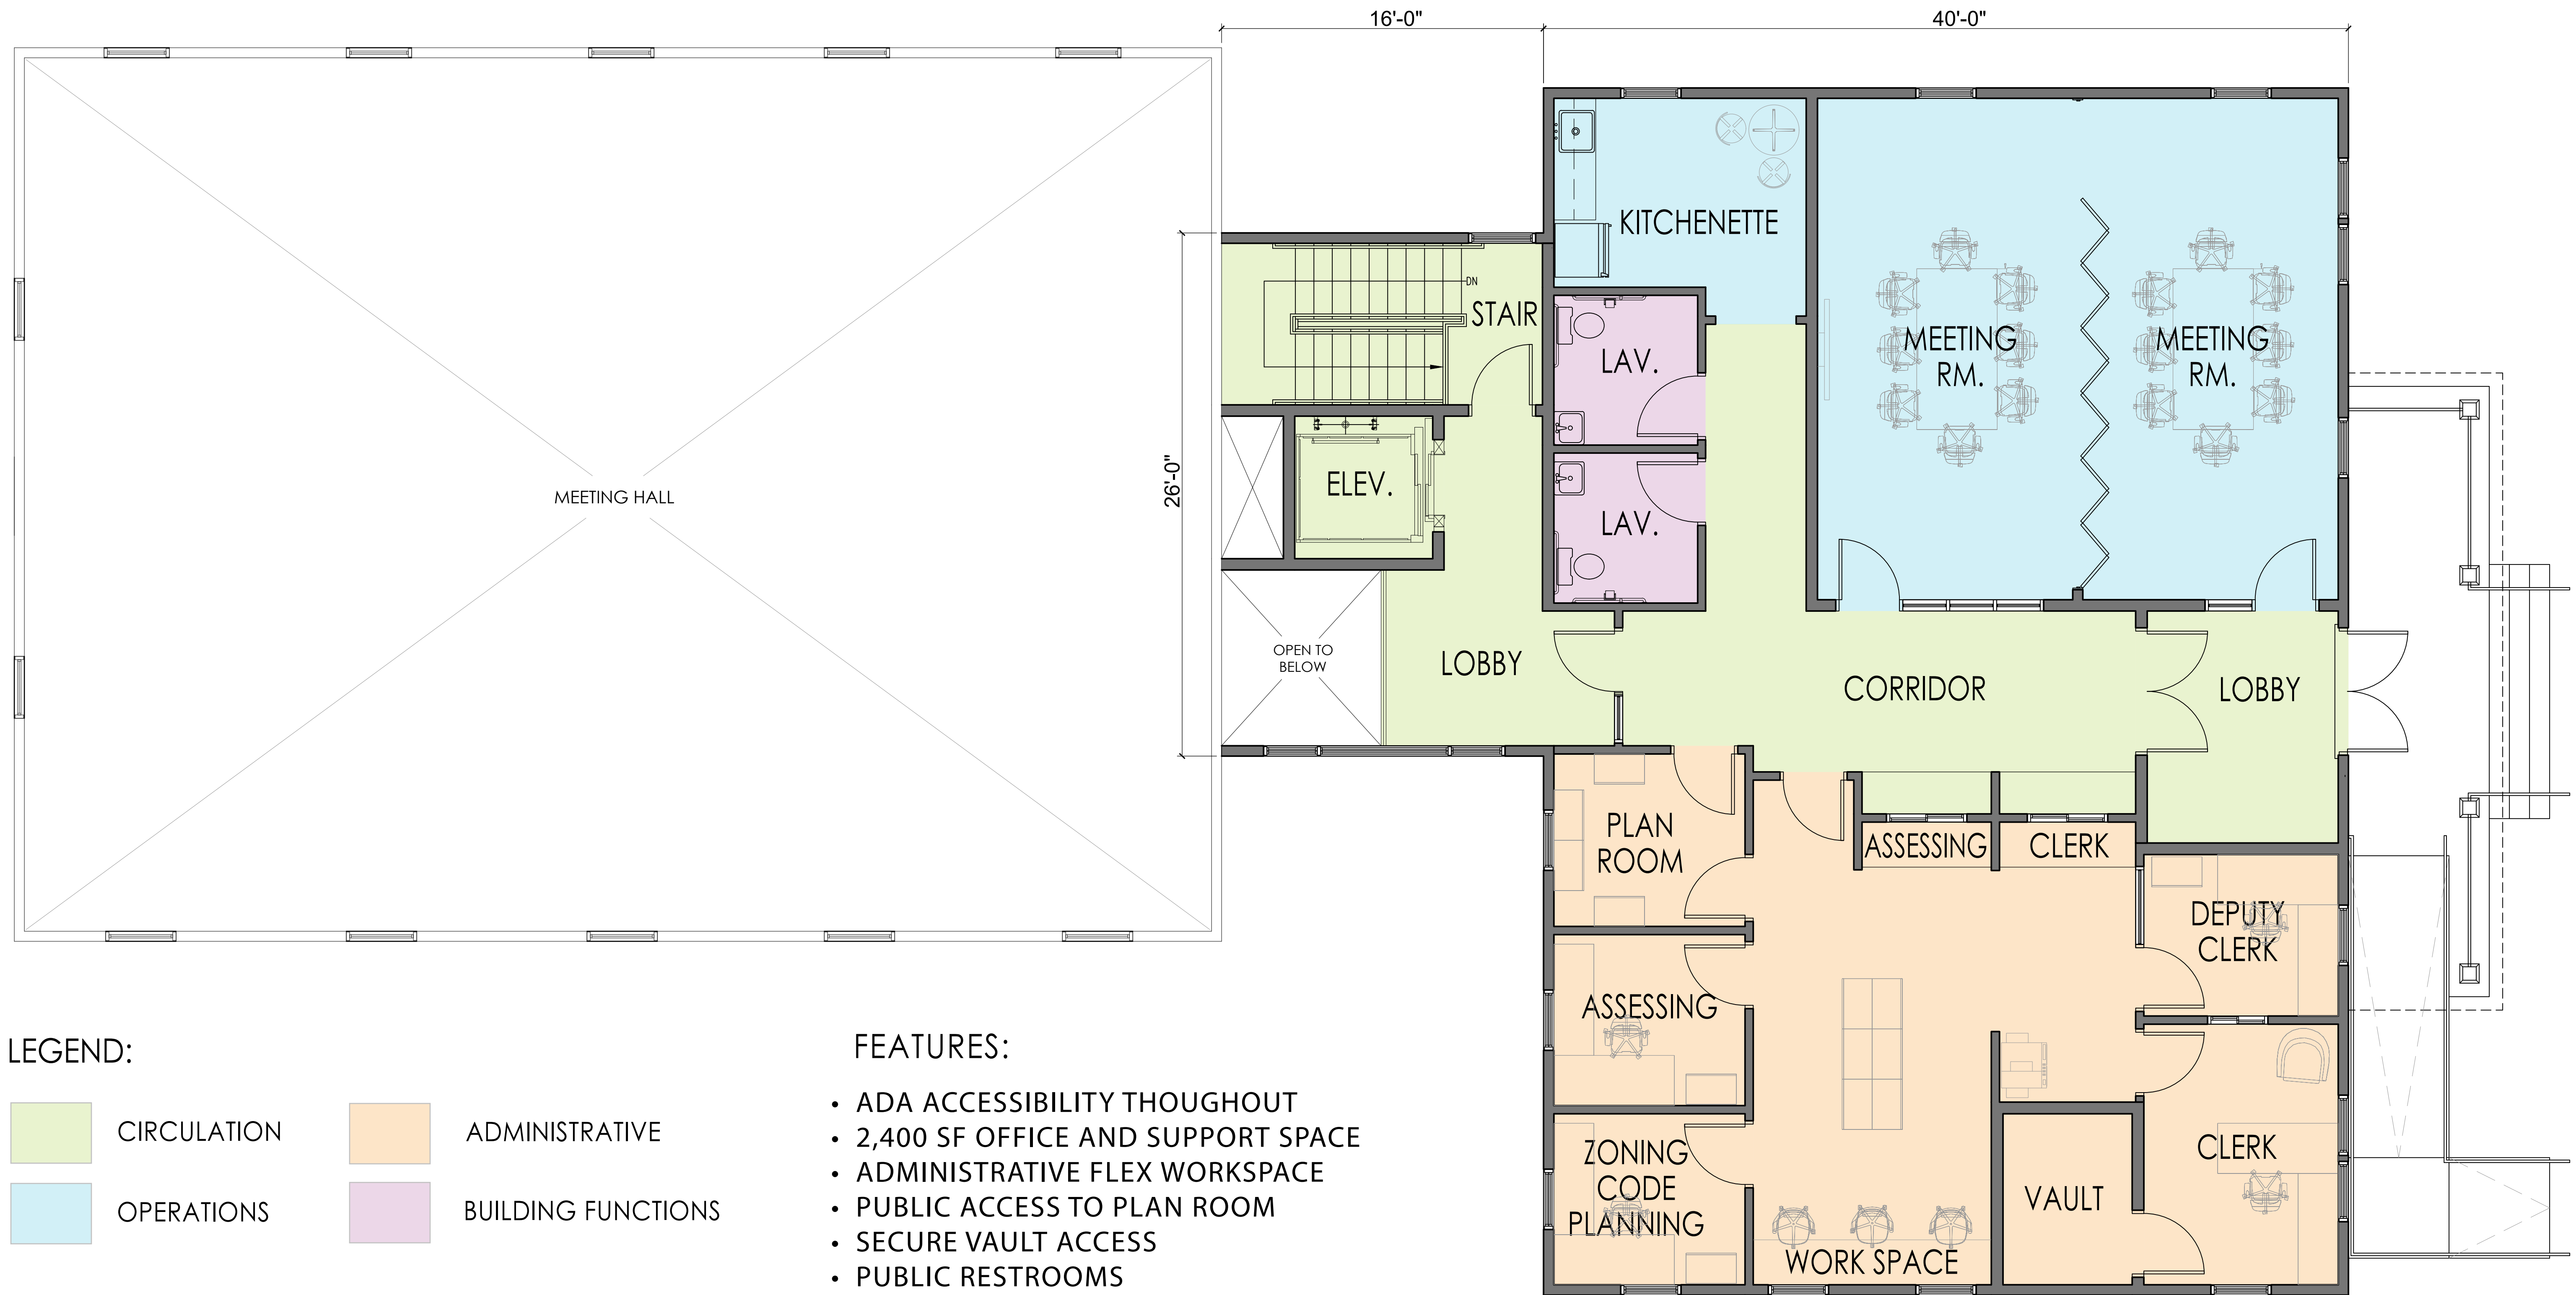 16'-0"
40'-0"
KITCHENETTE
DN
STAIR
MEETING
RM.
MEETING
RM.
LAV.
ELEV.
26'-0"
MEETING HALL
LAV.
OPEN TO
BELOW
LOBBY
CORRIDOR
LOBBY
PLAN
ROOM
ASSESSING
CLERK
DEPUTY
CLERK
ASSESSING
ZONING
CODE
PLANNING
WORK SPACE
VAULT
CLERK
LEGEND:
CIRCULATION
ADMINISTRATIVE
OPERATIONS
BUILDING FUNCTIONS
FEATURES:
• ADA ACCESSIBILITY THOUGHOUT
• 2,400 SF OFFICE AND SUPPORT SPACE
• ADMINISTRATIVE FLEX WORKSPACE
• PUBLIC ACCESS TO PLAN ROOM
• SECURE VAULT ACCESS
• PUBLIC RESTROOMS